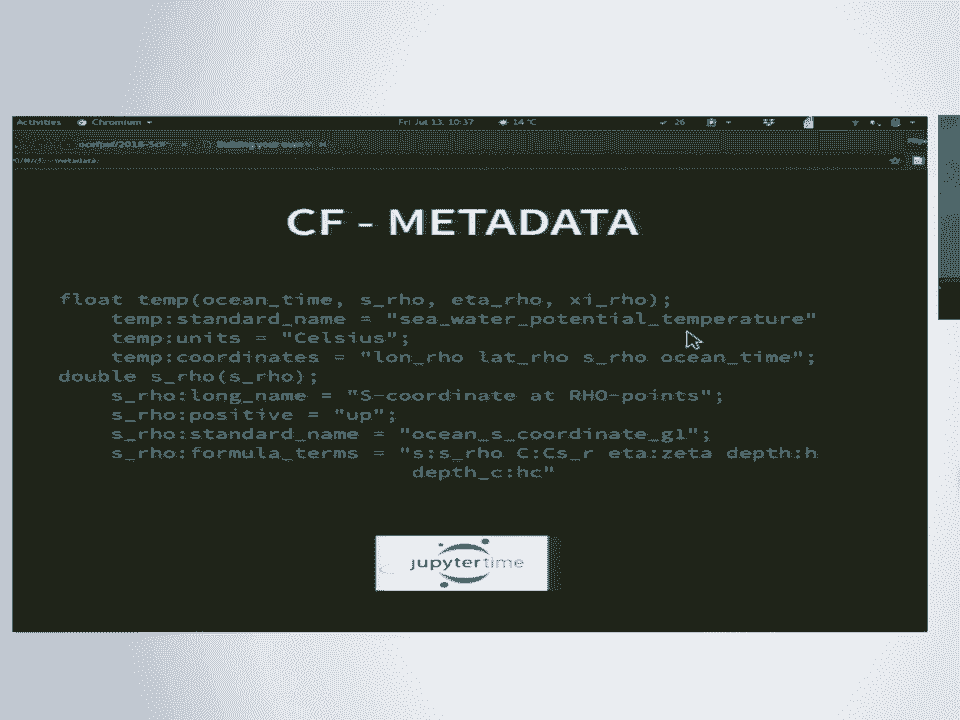 Activities Chromium Fri Jul 13, 10:37 14 °C 26
CF - METADATA
float temp(ocean_time, s_rho, eta_rho, xi_rho);
temp:standard_name = "sea_water_potential_temperature"
temp:units = "Celsius";
temp:coordinates = "lon_rho lat_rho s_rho ocean_time";
double s_rho(s_rho);
s_rho:long_name = "S-coordinate at RHO-points";
s_rho:positive = "up";
s_rho:standard_name = "ocean_s_coordinate_g1";
s_rho:formula_terms = "s:s_rho C:Cs_r eta:zeta depth:h
depth_c:hc"
jupytertime